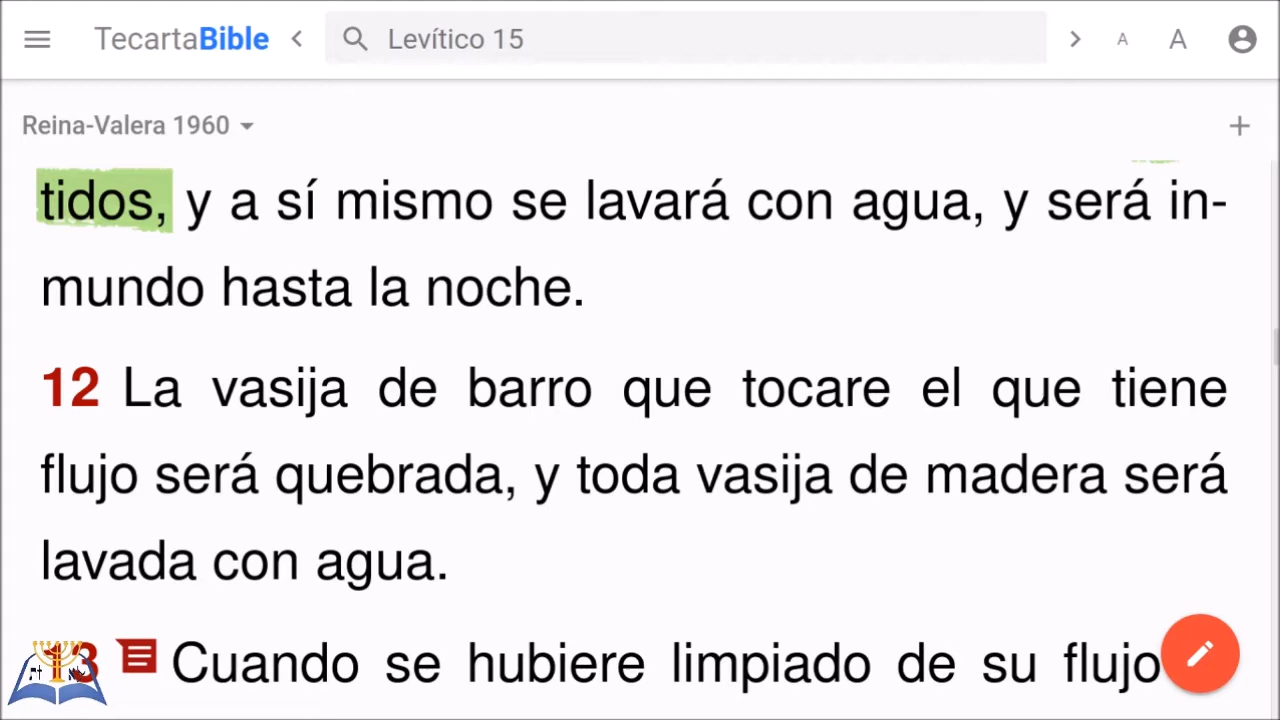 TecartaBible
Levítico 15
A A
Reina-Valera 1960
tidos, y a sí mismo se lavará con agua, y será in-
mundo hasta la noche.
12 La vasija de barro que tocare el que tiene
flujo será quebrada, y toda vasija de madera será
lavada con agua.
13 Cuando se hubiere limpiado de su flujo